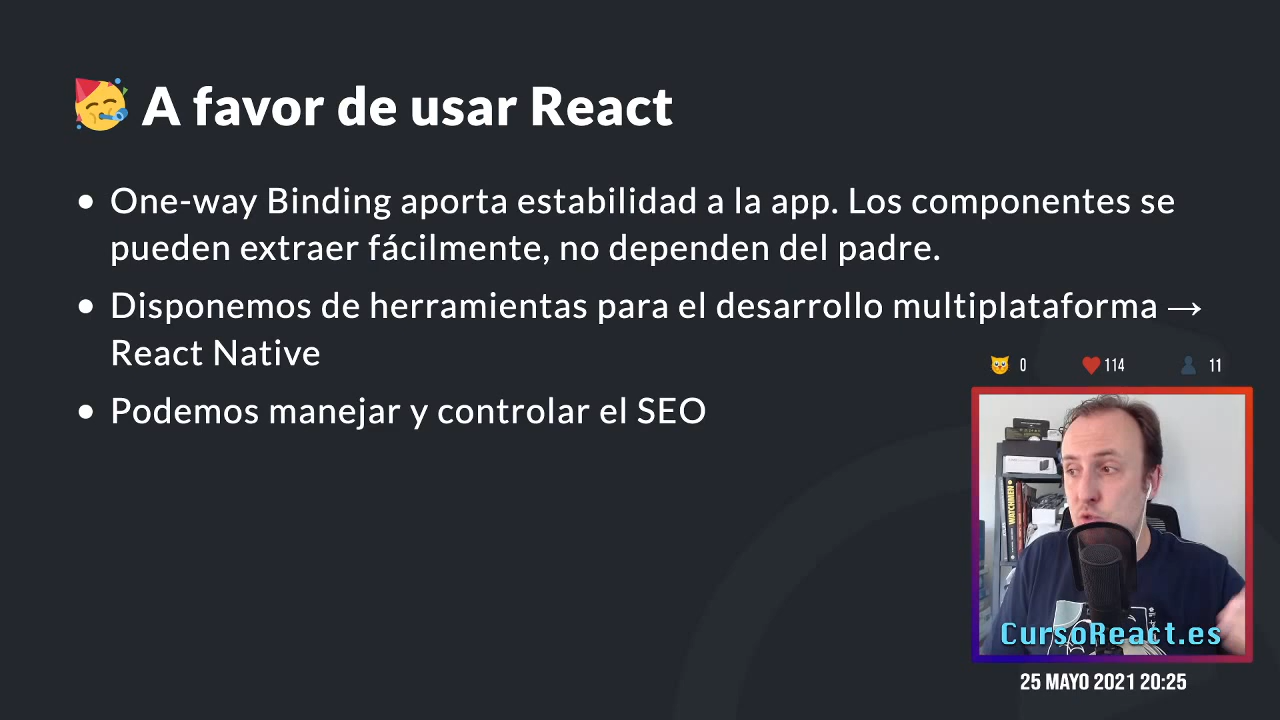 A favor de usar React
• One-way Binding aporta estabilidad a la app. Los componentes se
pueden extraer fácilmente, no dependen del padre.
• Disponemos de herramientas para el desarrollo multiplataforma →
React Native
• Podemos manejar y controlar el SEO
0 114 11
WATCHMEN
CursoReact.es
25 MAYO 2021 20:25